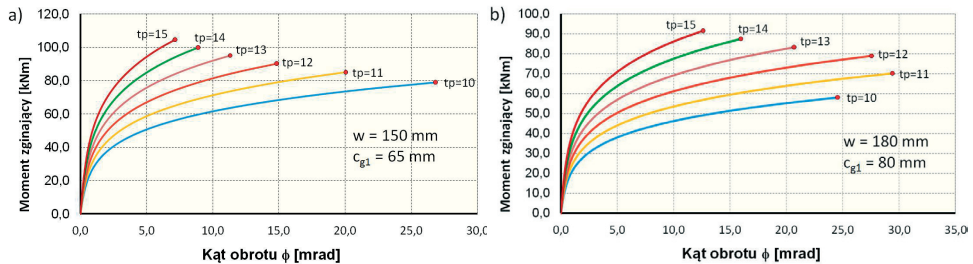 a)
Moment zginający [kNm]
120,0
100,0
80,0
60,0
40,0
20,0
0,0
tp=15
tp=14
tp=13
tp=12
tp=11
tp=10
w = 150 mm
cg1 = 65 mm
0,0 5,0 10,0 15,0 20,0 25,0 30,0
Kąt obrotu ϕ [mrad]
b)
Moment zginający [kNm]
100,0
90,0
80,0
70,0
60,0
50,0
40,0
30,0
20,0
10,0
0,0
tp=15
tp=14
tp=13
tp=12
tp=11
tp=10
w = 180 mm
cg1 = 80 mm
0,0 5,0 10,0 15,0 20,0 25,0 30,0 35,0
Kąt obrotu ϕ [mrad]